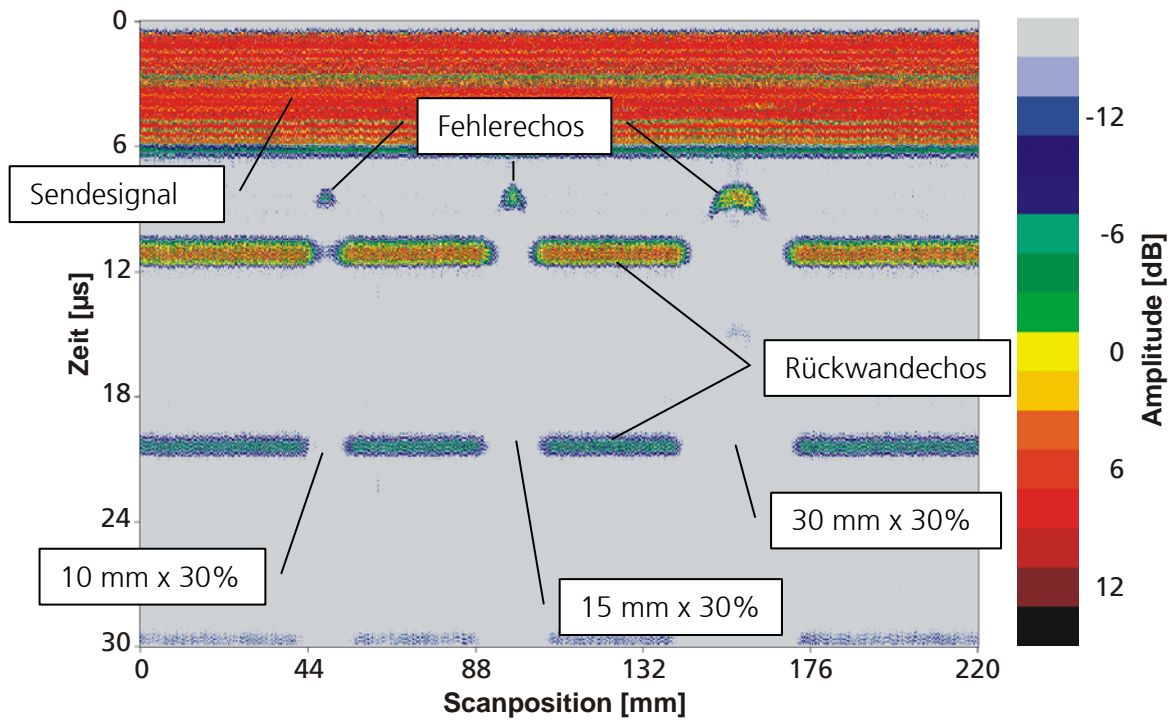 0
6
12
18
24
30
Zeit [µs]
Sendesignal
Fehlerechos
Rückwandechos
10 mm x 30%
15 mm x 30%
30 mm x 30%
0
44
88
132
176
220
Scanposition [mm]
-12
-6
0
6
12
Amplitude [dB]